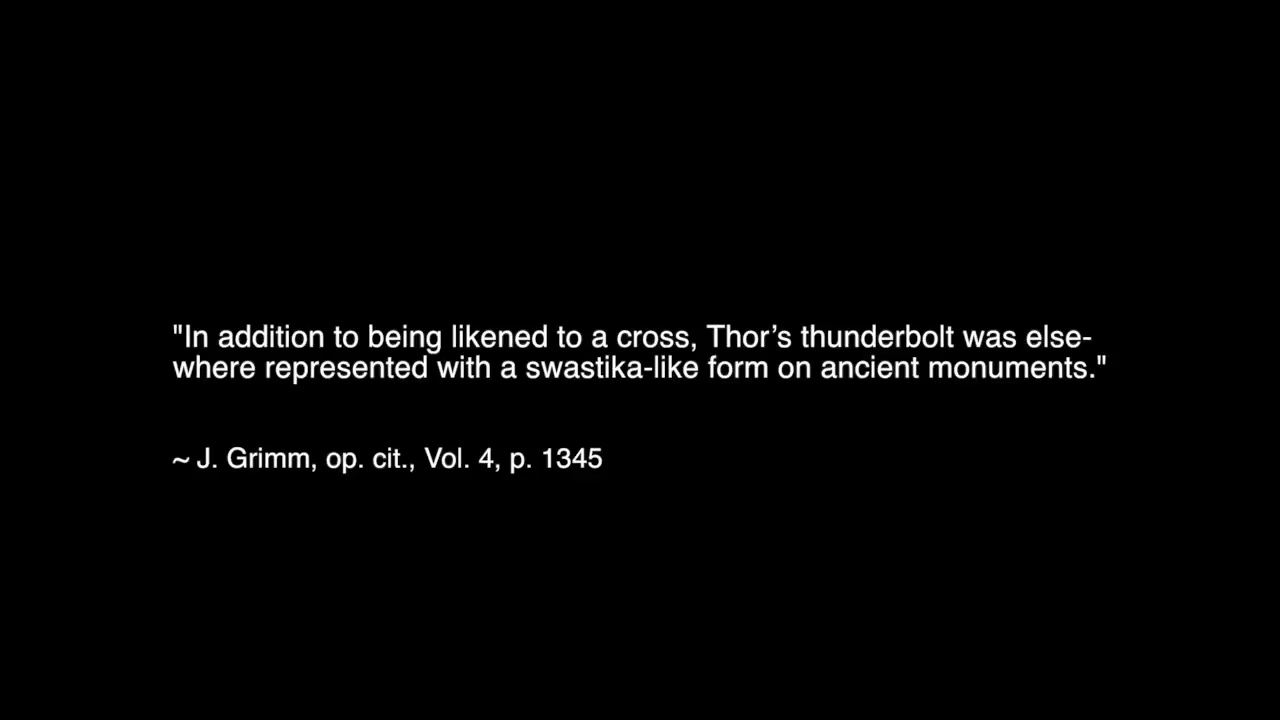 "In addition to being likened to a cross, Thor’s thunderbolt was else-
where represented with a swastika-like form on ancient monuments."
~ J. Grimm, op. cit., Vol. 4, p. 1345